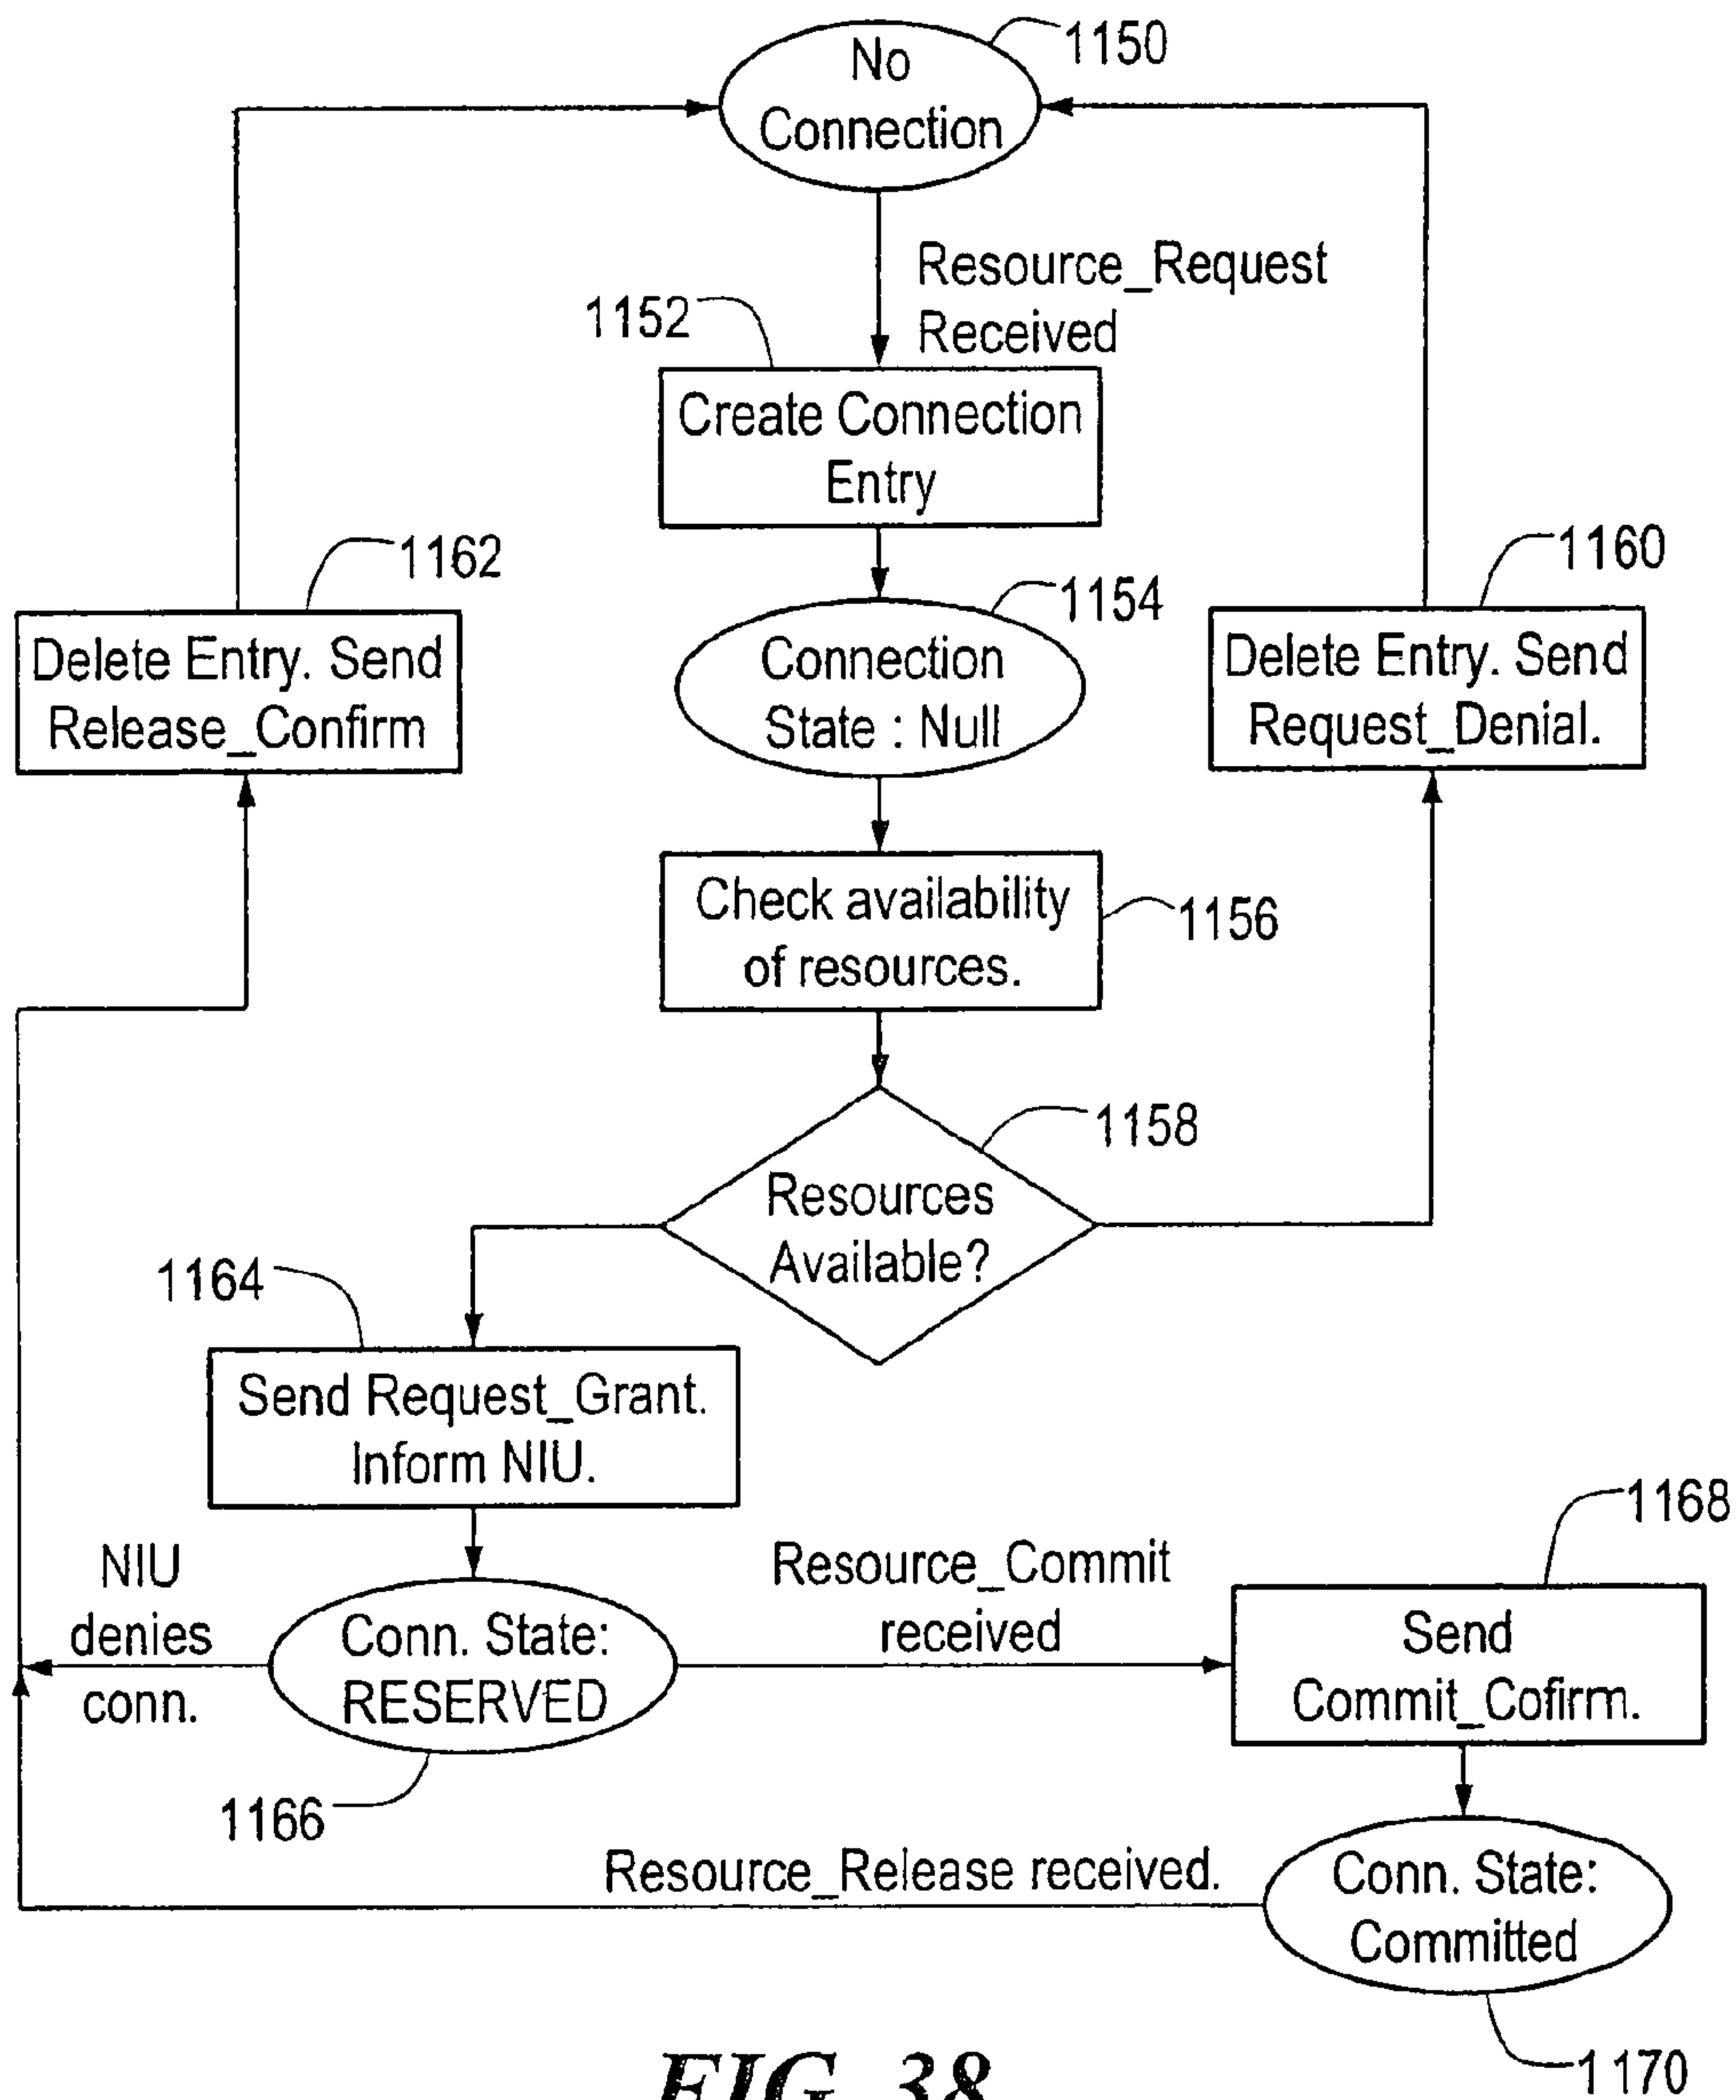 No
Connection
1150
Resource_Request
Received
1152
Create Connection
Entry
1162
1160
1154
Delete Entry. Send
Release_Confirm
Connection
State : Null
Delete Entry. Send
Request_Denial.
Check availability
of resources.
1156
1158
Resources
Available?
1164
Send Request_Grant.
Inform NIU.
1168
NIU
denies
conn.
Conn. State:
RESERVED
Resource_Commit
received
Send
Commit_Cofirm.
1166
Resource_Release received.
Conn. State:
Committed
1170
FIG. 38